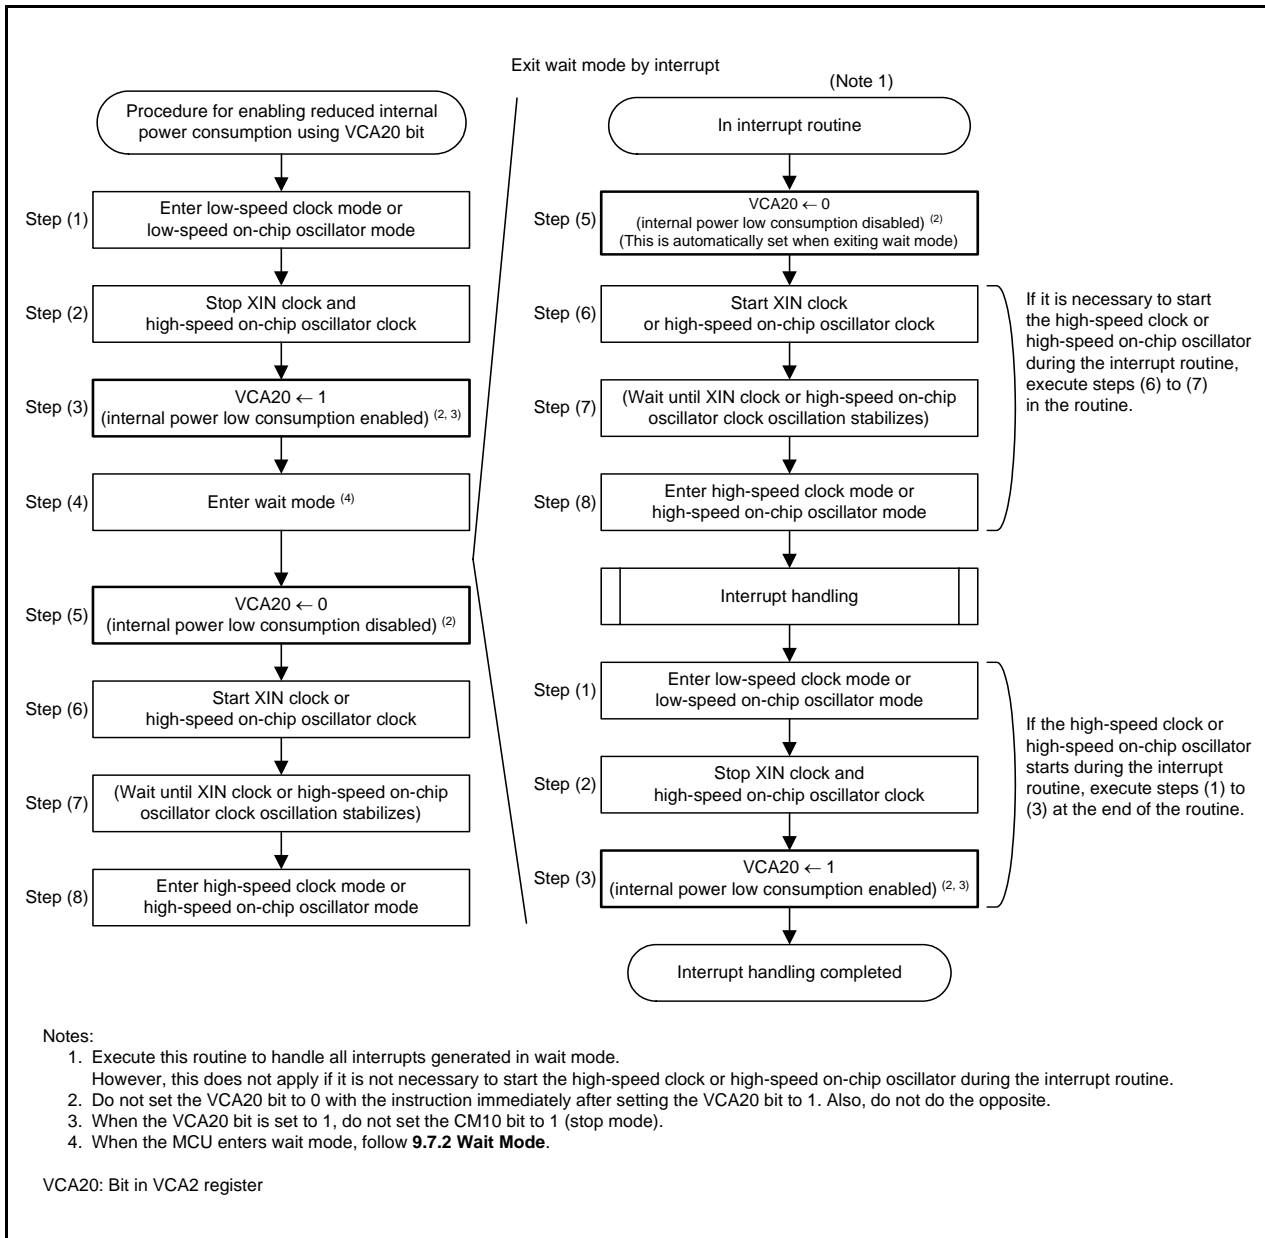 Exit wait mode by interrupt
Procedure for enabling reduced internal
power consumption using VCA20 bit
Step (1)
Enter low-speed clock mode or
low-speed on-chip oscillator mode
Step (2)
Stop XIN clock and
high-speed on-chip oscillator clock
Step (3)
VCA20 ← 1
(internal power low consumption enabled) (2, 3)
Step (4)
Enter wait mode (4)
Step (5)
VCA20 ← 0
(internal power low consumption disabled) (2)
Step (6)
Start XIN clock or
high-speed on-chip oscillator clock
Step (7)
(Wait until XIN clock or high-speed on-chip
oscillator clock oscillation stabilizes)
Step (8)
Enter high-speed clock mode or
high-speed on-chip oscillator mode
(Note 1)
In interrupt routine
Step (5)
VCA20 ← 0
(internal power low consumption disabled) (2)
(This is automatically set when exiting wait mode)
Step (6)
Start XIN clock
or high-speed on-chip oscillator clock
Step (7)
(Wait until XIN clock or high-speed on-chip
oscillator clock oscillation stabilizes)
Step (8)
Enter high-speed clock mode or
high-speed on-chip oscillator mode
If it is necessary to start
the high-speed clock or
high-speed on-chip oscillator
during the interrupt routine,
execute steps (6) to (7)
in the routine.
Interrupt handling
Step (1)
Enter low-speed clock mode or
low-speed on-chip oscillator mode
Step (2)
Stop XIN clock and
high-speed on-chip oscillator clock
Step (3)
VCA20 ← 1
(internal power low consumption enabled) (2, 3)
If the high-speed clock or
high-speed on-chip oscillator
starts during the interrupt
routine, execute steps (1) to
(3) at the end of the routine.
Interrupt handling completed
Notes:
1. Execute this routine to handle all interrupts generated in wait mode.
However, this does not apply if it is not necessary to start the high-speed clock or high-speed on-chip oscillator during the interrupt routine.
2. Do not set the VCA20 bit to 0 with the instruction immediately after setting the VCA20 bit to 1. Also, do not do the opposite.
3. When the VCA20 bit is set to 1, do not set the CM10 bit to 1 (stop mode).
4. When the MCU enters wait mode, follow 9.7.2 Wait Mode.
VCA20: Bit in VCA2 register